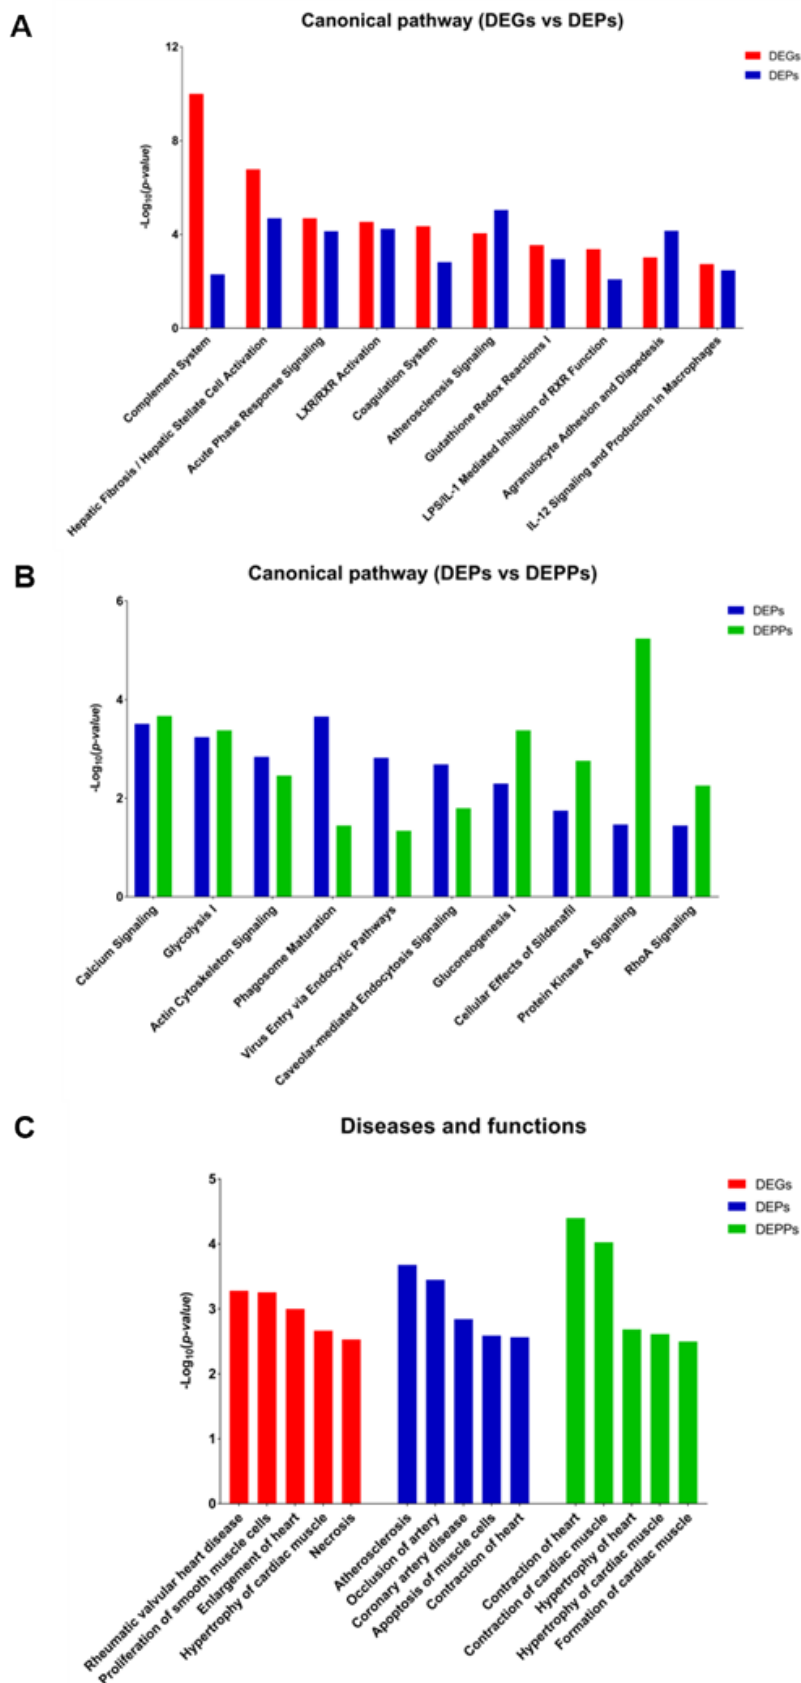 A
Canonical pathway (DEGs vs DEPs)
DEGs
DEPs
-Log10(p-value)
12
8
4
0
Complement System
Hepatic Fibrosis / Hepatic Stellate Cell Activation
Acute Phase Response Signaling
LXR/RXR Activation
Coagulation System
Atherosclerosis Signaling
Glutathione Redox Reactions I
LPS/IL-1 Mediated Inhibition of RXR Function
Agranulocyte Adhesion and Diapedesis
IL-12 Signaling and Production in Macrophages
B
Canonical pathway (DEPs vs DEPPs)
DEPs
DEPPs
-Log10(p-value)
6
4
2
0
Calcium Signaling
Glycolysis I
Actin Cytoskeleton Signaling
Phagosome Maturation
Virus Entry via Endocytic Pathways
Caveolar-mediated Endocytosis Signaling
Gluconeogenesis I
Cellular Effects of Sildenafil
Protein Kinase A Signaling
RhoA Signaling
C
Diseases and functions
DEGs
DEPs
DEPPs
-Log10(p-value)
5
4
3
2
1
0
Rheumatic valvular heart disease
Proliferation of smooth muscle cells
Enlargement of heart
Hypertrophy of cardiac muscle
Necrosis
Atherosclerosis
Occlusion of artery
Coronary artery disease
Apoptosis of muscle cells
Contraction of heart
Contraction of heart
Contraction of cardiac muscle
Hypertrophy of heart
Hypertrophy of cardiac muscle
Formation of cardiac muscle